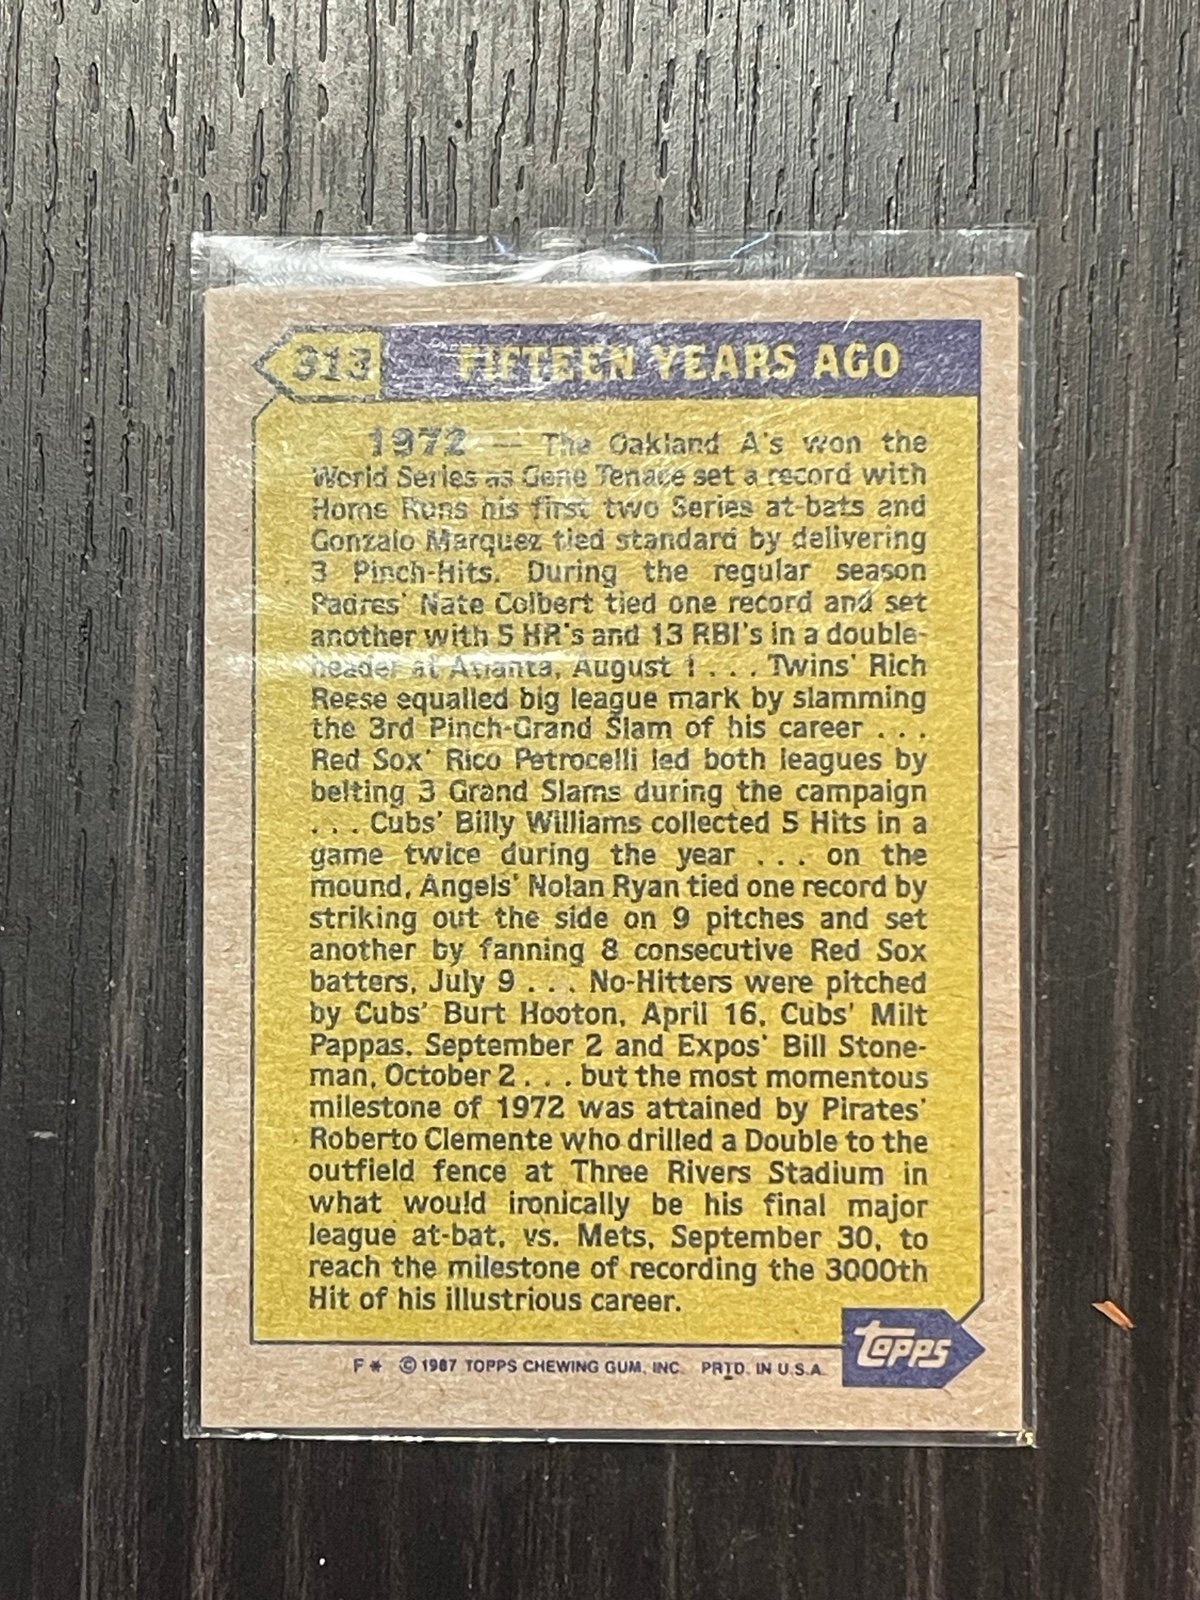 313
FIFTEEN YEARS AGO
1972 — The Oakland A's won the
World Series as Gene Tenace set a record with
Home Runs his first two Series at-bats and
Gonzalo Marquez tied standard by delivering
3 Pinch-Hits. During the regular season
Padres' Nate Colbert tied one record and set
another with 5 HR's and 13 RBI's in a double-
header at Atlanta, August 1 . . . Twins' Rich
Reese equalled big league mark by slamming
the 3rd Pinch-Grand Slam of his career . . .
Red Sox' Rico Petrocelli led both leagues by
belting 3 Grand Slams during the campaign
. . . Cubs' Billy Williams collected 5 Hits in a
game twice during the year . . . on the
mound, Angels' Nolan Ryan tied one record by
striking out the side on 9 pitches and set
another by fanning 8 consecutive Red Sox
batters, July 9 . . . No-Hitters were pitched
by Cubs' Burt Hooton, April 16, Cubs' Milt
Pappas, September 2 and Expos' Bill Stone-
man, October 2 . . . but the most momentous
milestone of 1972 was attained by Pirates'
Roberto Clemente who drilled a Double to the
outfield fence at Three Rivers Stadium in
what would ironically be his final major
league at-bat, vs. Mets, September 30, to
reach the milestone of recording the 3000th
Hit of his illustrious career.
F* © 1987 TOPPS CHEWING GUM, INC. PRTD. IN U.S.A.
topps